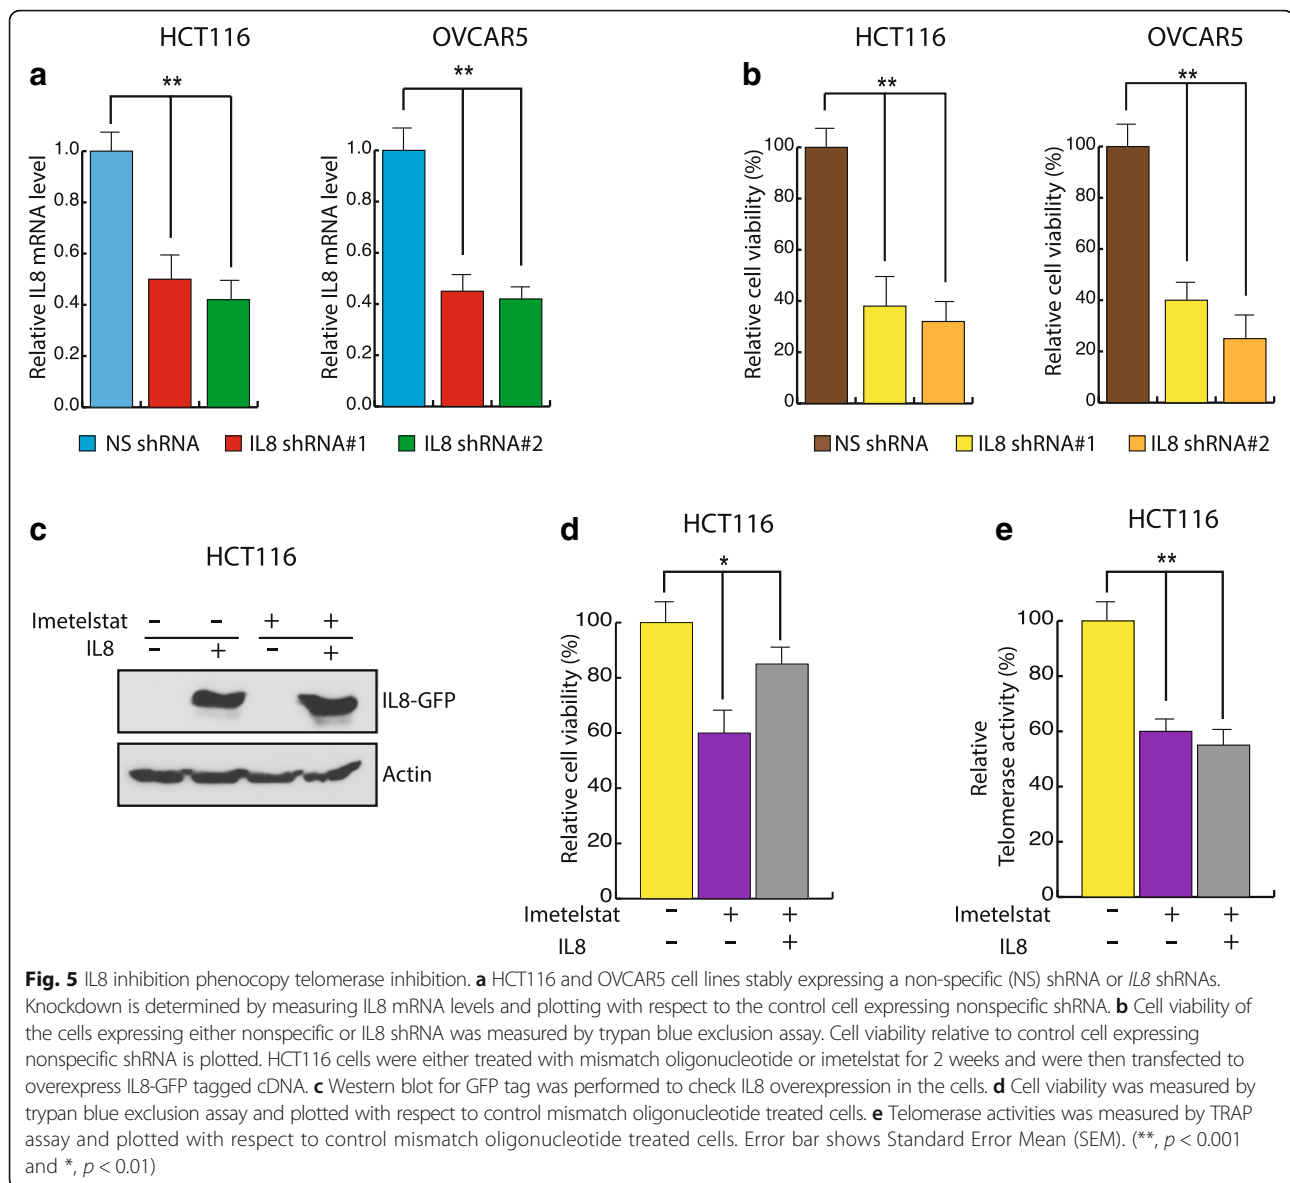 HCT116
OVCAR5
a
**
**
Relative IL8 mRNA level
1.0
0.8
0.6
0.4
0.2
0.0
Relative IL8 mRNA level
1.0
0.8
0.6
0.4
0.2
0.0
NS shRNA
IL8 shRNA#1
IL8 shRNA#2
HCT116
OVCAR5
b
**
**
Relative cell viability (%)
100
80
60
40
20
0
Relative cell viability (%)
100
80
60
40
20
0
NS shRNA
IL8 shRNA#1
IL8 shRNA#2
c
HCT116
Imetelstat – – + +
IL8 – + – +
IL8-GFP
Actin
d
HCT116
*
Relative cell viability (%)
100
80
60
40
20
0
Imetelstat – + +
IL8 – – +
e
HCT116
**
Relative
Telomerase activity (%)
100
80
60
40
20
0
Imetelstat – + +
IL8 – – +
Fig. 5 IL8 inhibition phenocopy telomerase inhibition. a HCT116 and OVCAR5 cell lines stably expressing a non-specific (NS) shRNA or IL8 shRNAs.
Knockdown is determined by measuring IL8 mRNA levels and plotting with respect to the control cell expressing nonspecific shRNA. b Cell viability of
the cells expressing either nonspecific or IL8 shRNA was measured by trypan blue exclusion assay. Cell viability relative to control cell expressing
nonspecific shRNA is plotted. HCT116 cells were either treated with mismatch oligonucleotide or imetelstat for 2 weeks and were then transfected to
overexpress IL8-GFP tagged cDNA. c Western blot for GFP tag was performed to check IL8 overexpression in the cells. d Cell viability was measured by
trypan blue exclusion assay and plotted with respect to control mismatch oligonucleotide treated cells. e Telomerase activities was measured by TRAP
assay and plotted with respect to control mismatch oligonucleotide treated cells. Error bar shows Standard Error Mean (SEM). (**, p < 0.001
and *, p < 0.01)